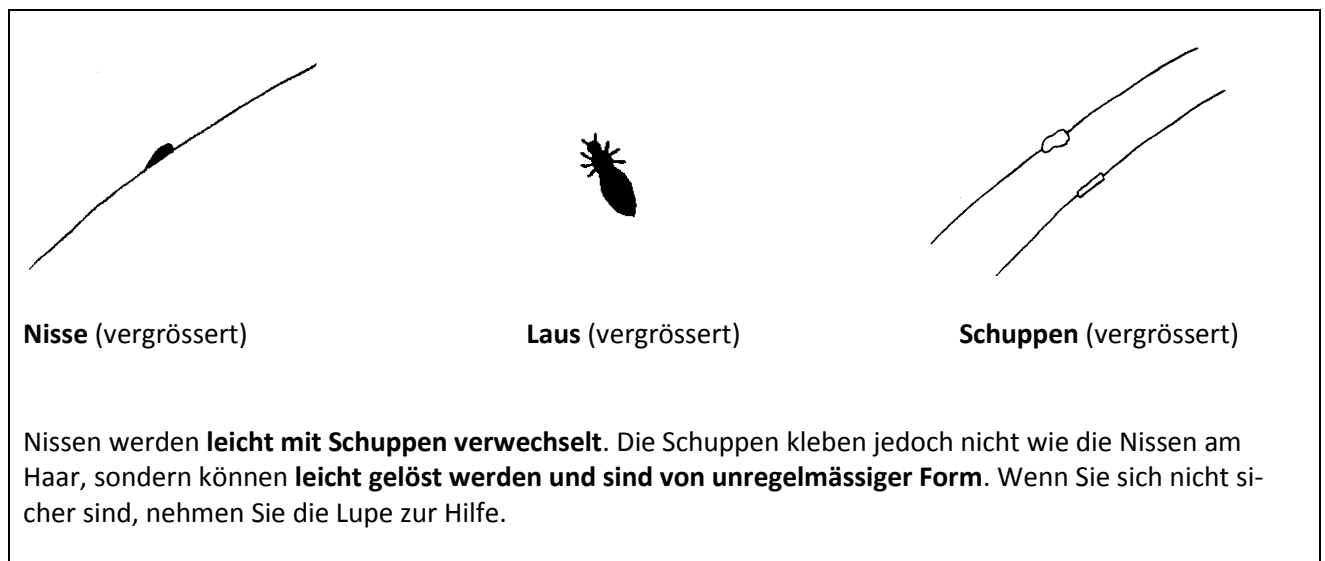 Nisse (vergrössert) Laus (vergrössert) Schuppen (vergrössert)
Nissen werden leicht mit Schuppen verwechselt. Die Schuppen kleben jedoch nicht wie die Nissen am
Haar, sondern können leicht gelöst werden und sind von unregelmässiger Form. Wenn Sie sich nicht si-
cher sind, nehmen Sie die Lupe zur Hilfe.